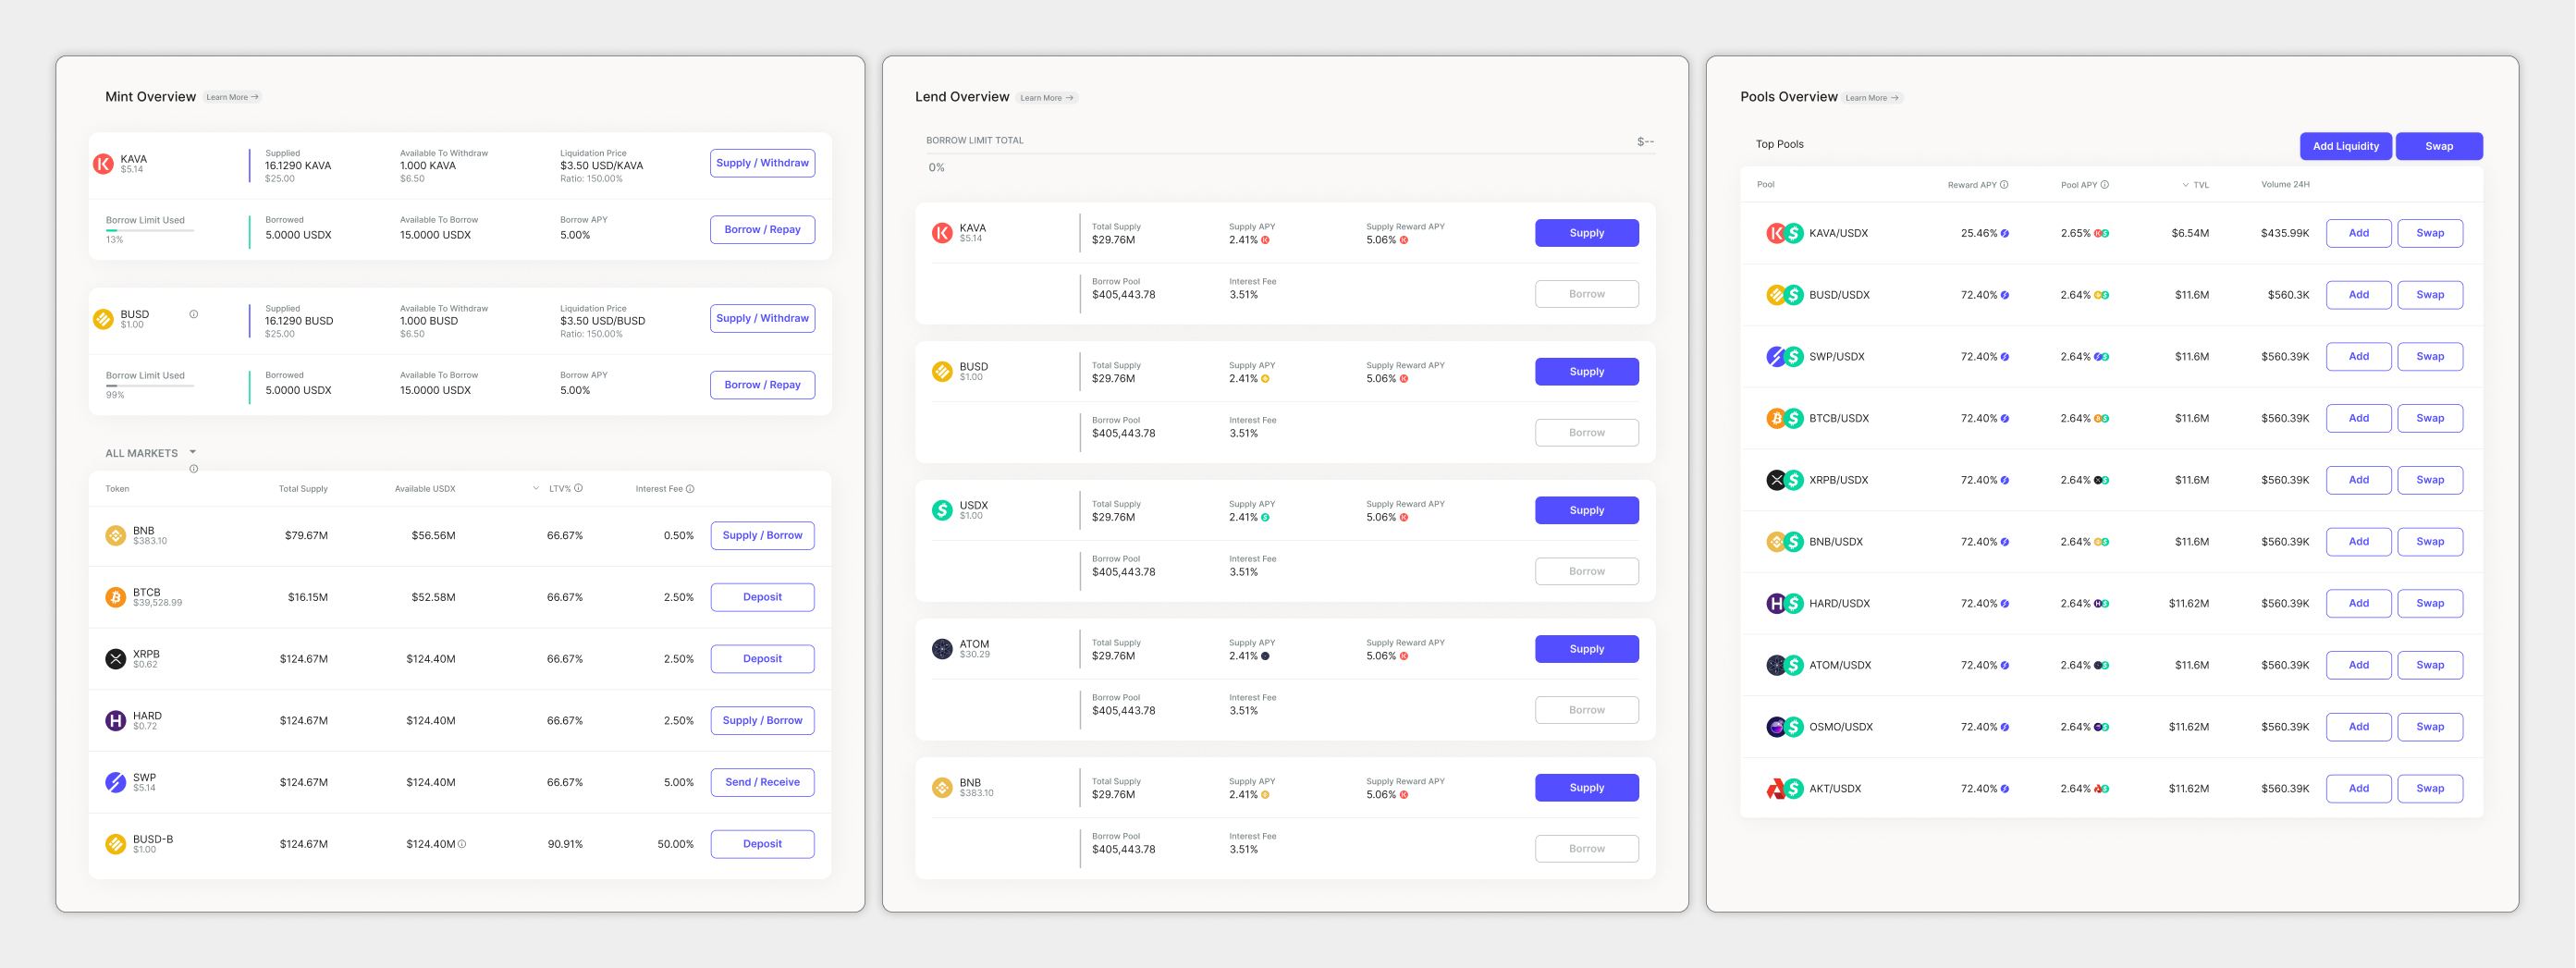 Mint Overview Learn More →
KAVA
$5.14
Supplied
16.1290 KAVA
$25.00
Available To Withdraw
1.000 KAVA
$6.50
Liquidation Price
$3.50 USD/KAVA
Ratio: 150.00%
Supply / Withdraw
Borrow Limit Used
13%
Borrowed
5.0000 USDX
Available To Borrow
15.0000 USDX
Borrow APY
5.00%
Borrow / Repay
BUSD
$1.00
Supplied
16.1290 BUSD
$25.00
Available To Withdraw
1.000 BUSD
$6.50
Liquidation Price
$3.50 USD/BUSD
Ratio: 150.00%
Supply / Withdraw
Borrow Limit Used
99%
Borrowed
5.0000 USDX
Available To Borrow
15.0000 USDX
Borrow APY
5.00%
Borrow / Repay
ALL MARKETS
Token Total Supply Available USDX LTV% Interest Fee
BNB
$383.10
$79.67M $56.56M 66.67% 0.50% Supply / Borrow
BTCB
$39,528.99
$16.15M $52.58M 66.67% 2.50% Deposit
XRPB
$0.62
$124.67M $124.40M 66.67% 2.50% Deposit
HARD
$0.72
$124.67M $124.40M 66.67% 2.50% Supply / Borrow
SWP
$5.14
$124.67M $124.40M 66.67% 5.00% Send / Receive
BUSD-B
$1.00
$124.67M $124.40M 90.91% 50.00% Deposit
Lend Overview Learn More →
BORROW LIMIT TOTAL $--
0%
KAVA
$5.14
Total Supply
$29.76M
Supply APY
2.41%
Supply Reward APY
5.06%
Supply
Borrow Pool
$405,443.78
Interest Fee
3.51%
Borrow
BUSD
$1.00
Total Supply
$29.76M
Supply APY
2.41%
Supply Reward APY
5.06%
Supply
Borrow Pool
$405,443.78
Interest Fee
3.51%
Borrow
USDX
$1.00
Total Supply
$29.76M
Supply APY
2.41%
Supply Reward APY
5.06%
Supply
Borrow Pool
$405,443.78
Interest Fee
3.51%
Borrow
ATOM
$30.29
Total Supply
$29.76M
Supply APY
2.41%
Supply Reward APY
5.06%
Supply
Borrow Pool
$405,443.78
Interest Fee
3.51%
Borrow
BNB
$383.10
Total Supply
$29.76M
Supply APY
2.41%
Supply Reward APY
5.06%
Supply
Borrow Pool
$405,443.78
Interest Fee
3.51%
Borrow
Pools Overview Learn More →
Top Pools Add Liquidity Swap
Pool Reward APY Pool APY TVL Volume 24H
KAVA/USDX 25.46% 2.65% $6.54M $435.99K Add Swap
BUSD/USDX 72.40% 2.64% $11.6M $560.3K Add Swap
SWP/USDX 72.40% 2.64% $11.6M $560.39K Add Swap
BTCB/USDX 72.40% 2.64% $11.6M $560.39K Add Swap
XRPB/USDX 72.40% 2.64% $11.6M $560.39K Add Swap
BNB/USDX 72.40% 2.64% $11.6M $560.39K Add Swap
HARD/USDX 72.40% 2.64% $11.62M $560.39K Add Swap
ATOM/USDX 72.40% 2.64% $11.6M $560.39K Add Swap
OSMO/USDX 72.40% 2.64% $11.62M $560.39K Add Swap
AKT/USDX 72.40% 2.64% $11.62M $560.39K Add Swap